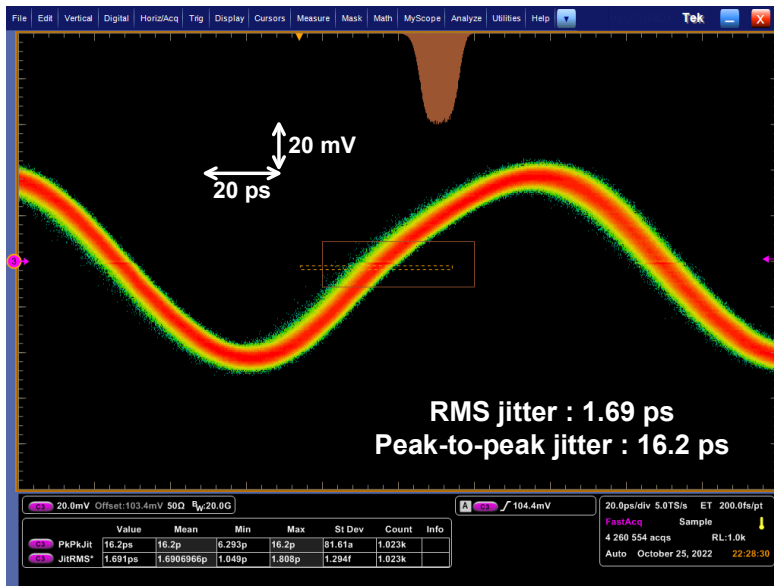 File Edit Vertical Digital Horiz/Acq Trig Display Cursors Measure Mask Math MyScope Analyze Utilities Help Tek X
20 mV
20 ps
3
RMS jitter : 1.69 ps
Peak-to-peak jitter : 16.2 ps
C3 20.0mV Offset:103.4mV 50Ω BW:20.0G
A C3 104.4mV
20.0ps/div 5.0TS/s ET 200.0fs/pt
FastAcq Sample
4 260 554 acqs RL:1.0k
Auto October 25, 2022 22:28:30
Value Mean Min Max St Dev Count Info
C3 PkPkJit 16.2ps 16.2p 6.293p 16.2p 81.61a 1.023k
C3 JitRMS* 1.691ps 1.6906966p 1.049p 1.808p 1.294f 1.023k